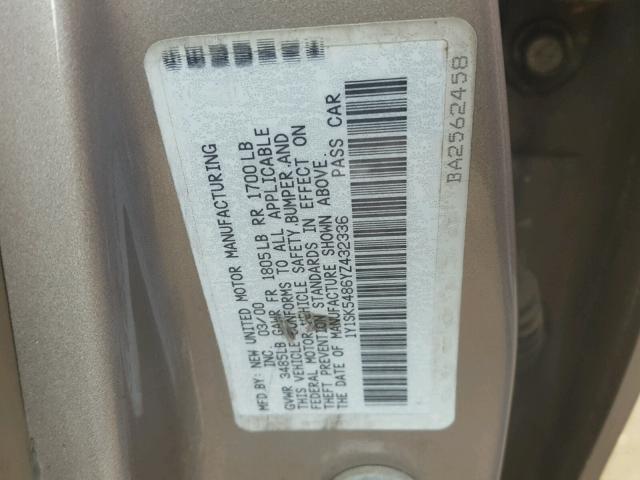 MFD.BY: NEW UNITED MOTOR MANUFACTURING
INC. 03/00
GVWR 3485LB GAWR FR 1805LB RR 1700LB
THIS VEHICLE CONFORMS TO ALL APPLICABLE
FEDERAL MOTOR VEHICLE SAFETY BUMPER,AND
THEFT PREVENTION STANDARDS IN EFFECT ON
THE DATE OF MANUFACTURE SHOWN ABOVE.
1Y1SK5486YZ432336 PASS CAR
BA2562458